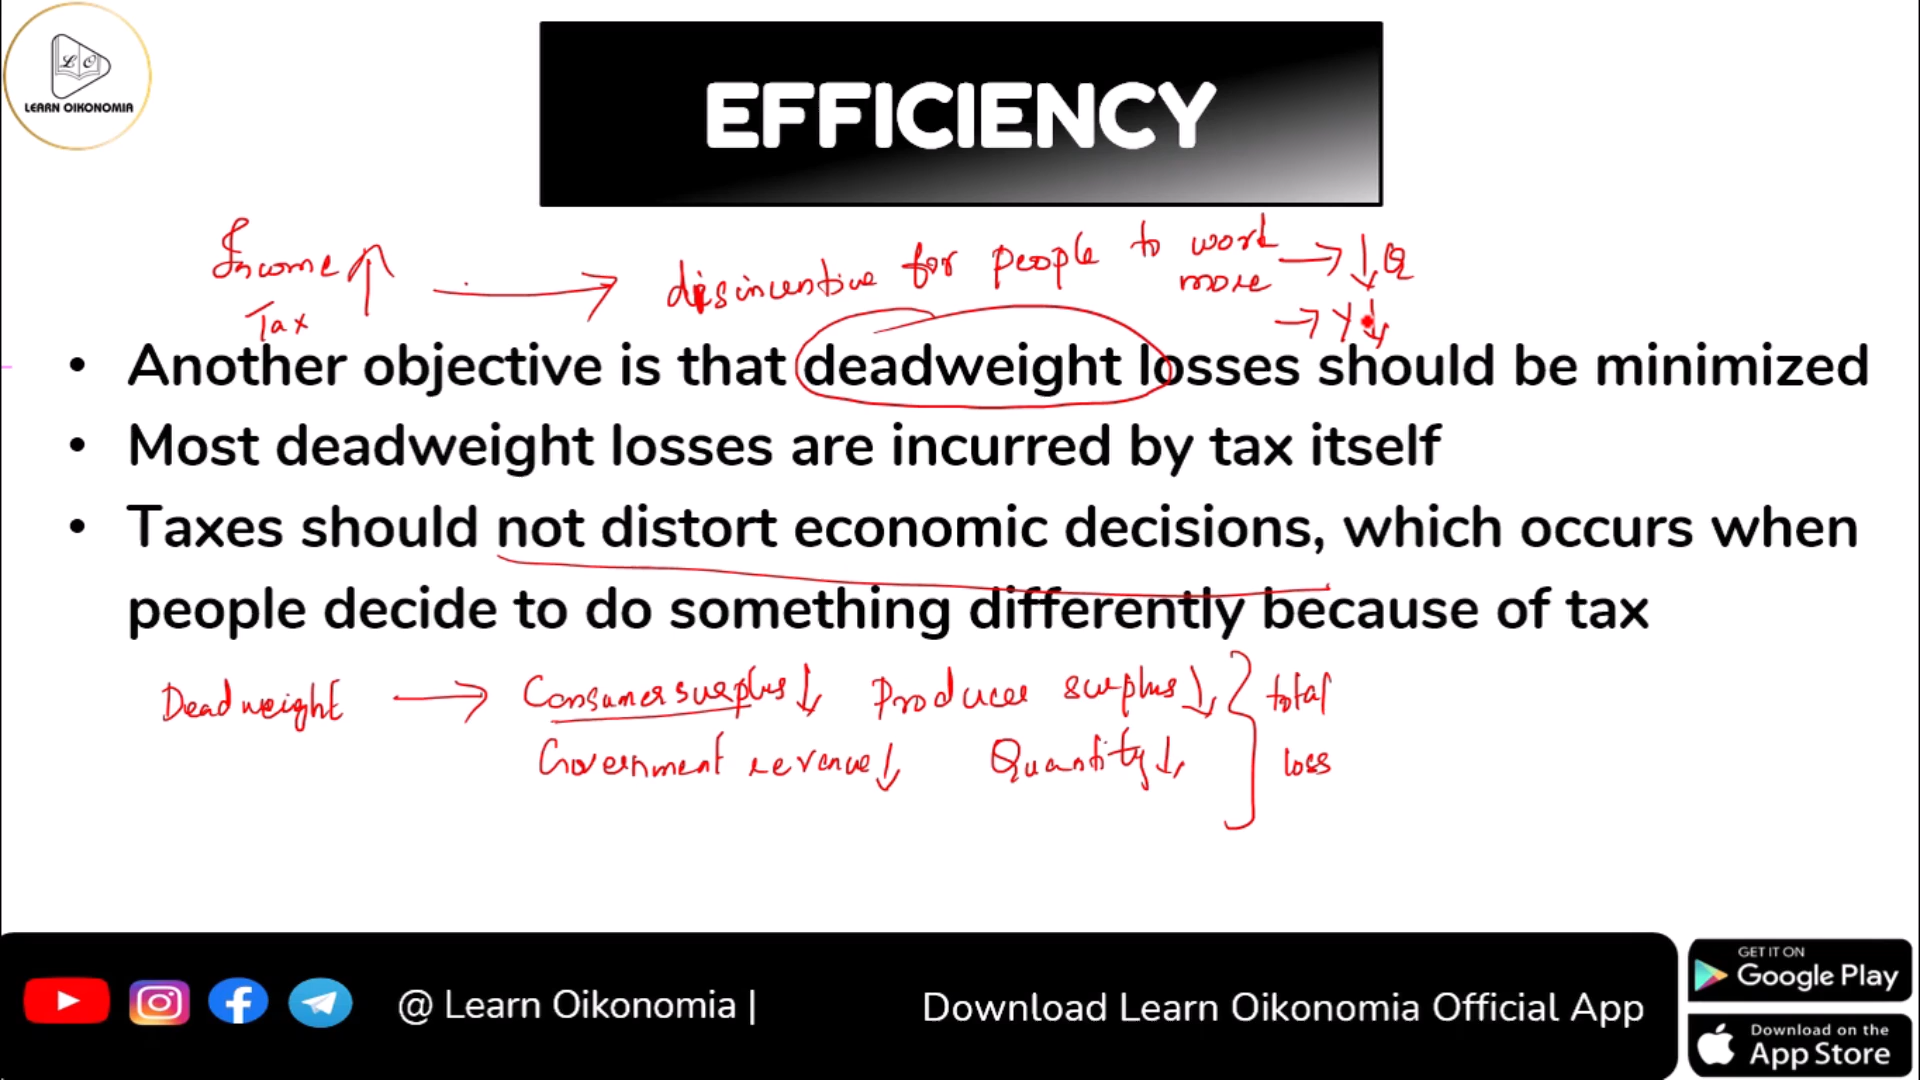 LO
LEARN OIKONOMIA
EFFICIENCY
Income ↑ → disincentive for people to work → ↓ Q
Tax more → Y ↓
• Another objective is that deadweight losses should be minimized
• Most deadweight losses are incurred by tax itself
• Taxes should not distort economic decisions, which occurs when
people decide to do something differently because of tax
Deadweight → Consumer surplus ↓ Producer surplus ↓ } total
Government revenue ↓ Quantity ↓ loss
@ Learn Oikonomia | Download Learn Oikonomia Official App
GET IT ON
Google Play
Download on the
App Store